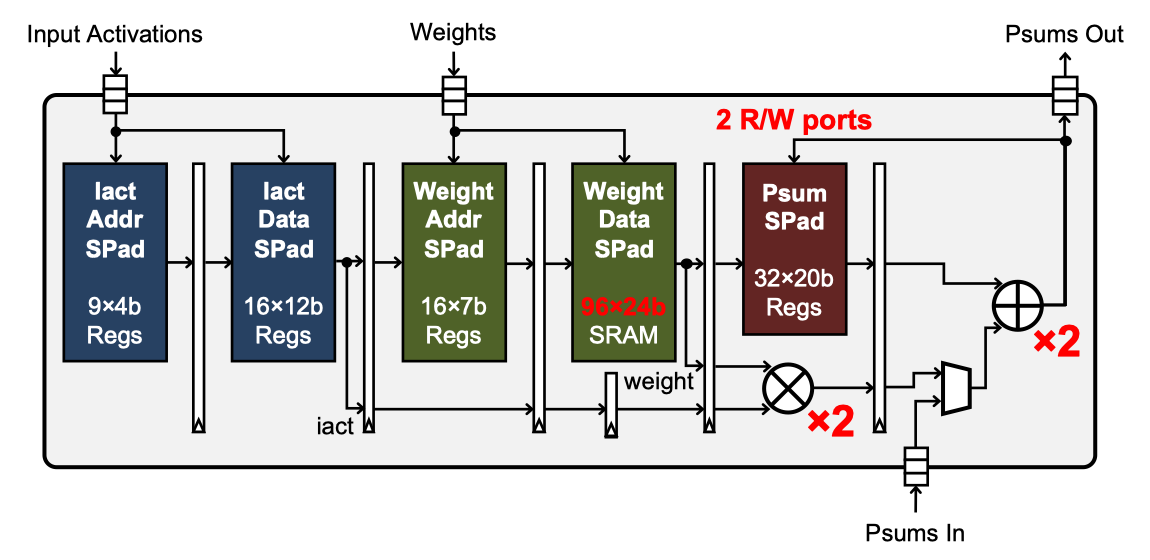 Input Activations
Weights
Psums Out
2 R/W ports
Iact
Addr
SPad
9×4b
Regs
Iact
Data
SPad
16×12b
Regs
Weight
Addr
SPad
16×7b
Regs
Weight
Data
SPad
96×24b
SRAM
Psum
SPad
32×20b
Regs
×2
weight
iact
×2
Psums In